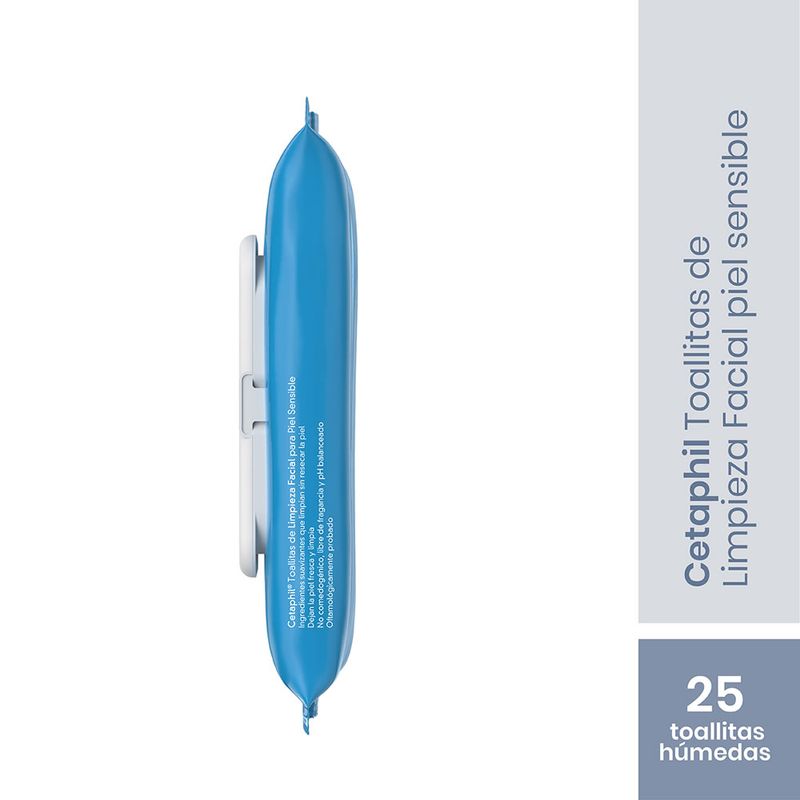 Cetaphil® Toallitas de Limpieza Facial para Piel Sensible
Ingredientes suavizantes que limpian sin resecar la piel
Dejan la piel fresca y limpia
No comedogénico, libre de fragancia y pH balanceado
Oftamológicamente probado
Cetaphil Toallitas de
Limpieza Facial piel sensible
25
toallitas
húmedas